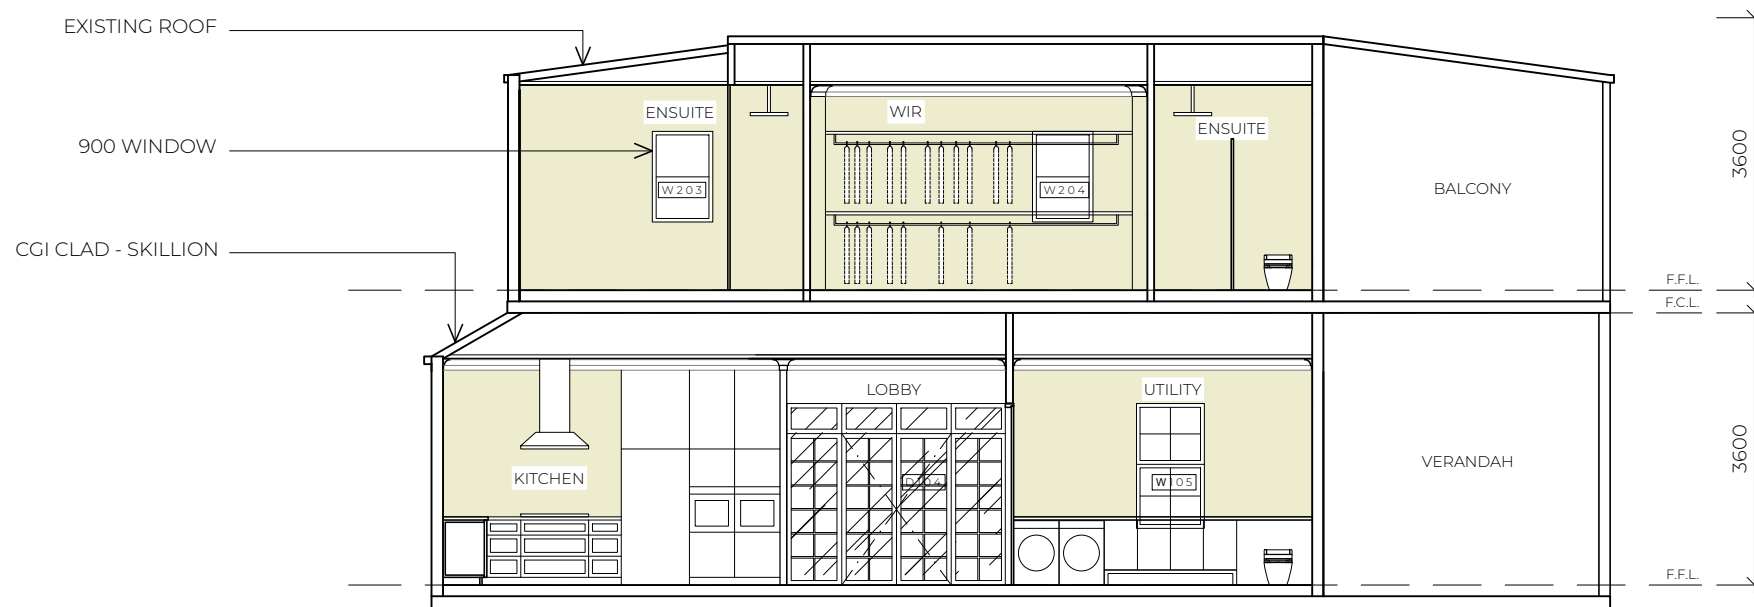 EXISTING ROOF
ENSUITE
WIR
ENSUITE
900 WINDOW
3600
W203
W204
BALCONY
CGI CLAD - SKILLION
F.F.L.
F.C.L.
LOBBY
UTILITY
KITCHEN
D104
W105
VERANDAH
3600
F.F.L.